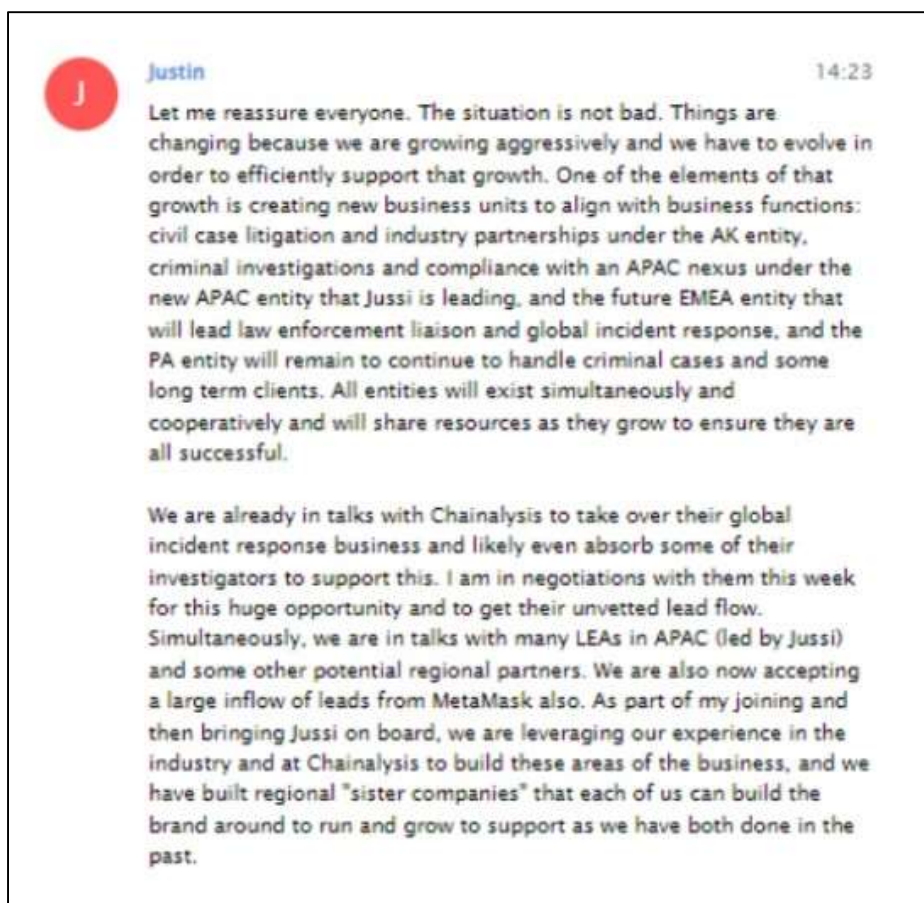 J
Justin 14:23
Let me reassure everyone. The situation is not bad. Things are
changing because we are growing aggressively and we have to evolve in
order to efficiently support that growth. One of the elements of that
growth is creating new business units to align with business functions:
civil case litigation and industry partnerships under the AK entity,
criminal investigations and compliance with an APAC nexus under the
new APAC entity that Jussi is leading, and the future EMEA entity that
will lead law enforcement liaison and global incident response, and the
PA entity will remain to continue to handle criminal cases and some
long term clients. All entities will exist simultaneously and
cooperatively and will share resources as they grow to ensure they are
all successful.
We are already in talks with Chainalysis to take over their global
incident response business and likely even absorb some of their
investigators to support this. I am in negotiations with them this week
for this huge opportunity and to get their unvetted lead flow.
Simultaneously, we are in talks with many LEAs in APAC (led by Jussi)
and some other potential regional partners. We are also now accepting
a large inflow of leads from MetaMask also. As part of my joining and
then bringing Jussi on board, we are leveraging our experience in the
industry and at Chainalysis to build these areas of the business, and we
have built regional "sister companies" that each of us can build the
brand around to run and grow to support as we have both done in the
past.